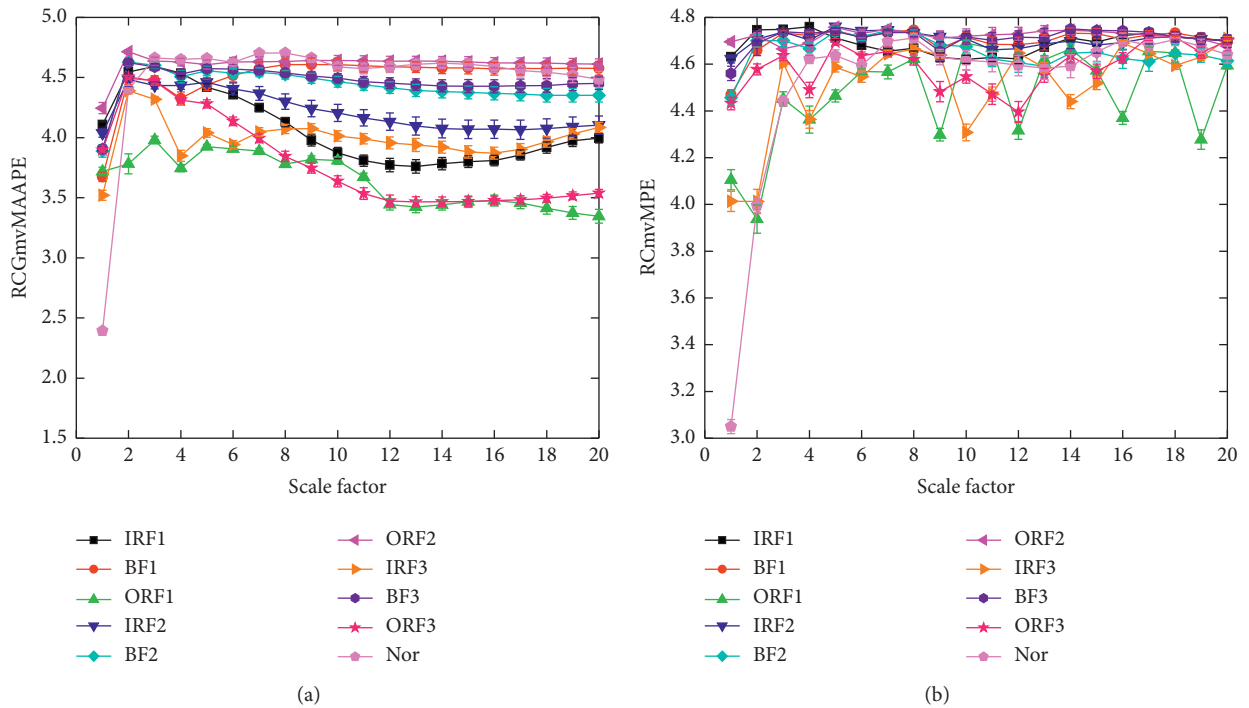 5.0
4.5
4.0
3.5
3.0
2.5
2.0
1.5
RCGmvMAAPE
0 2 4 6 8 10 12 14 16 18 20
Scale factor
IRF1
BF1
ORF1
IRF2
BF2
ORF2
IRF3
BF3
ORF3
Nor
(a)
4.8
4.6
4.4
4.2
4.0
3.8
3.6
3.4
3.2
3.0
RCmvMPE
0 2 4 6 8 10 12 14 16 18 20
Scale factor
IRF1
BF1
ORF1
IRF2
BF2
ORF2
IRF3
BF3
ORF3
Nor
(b)